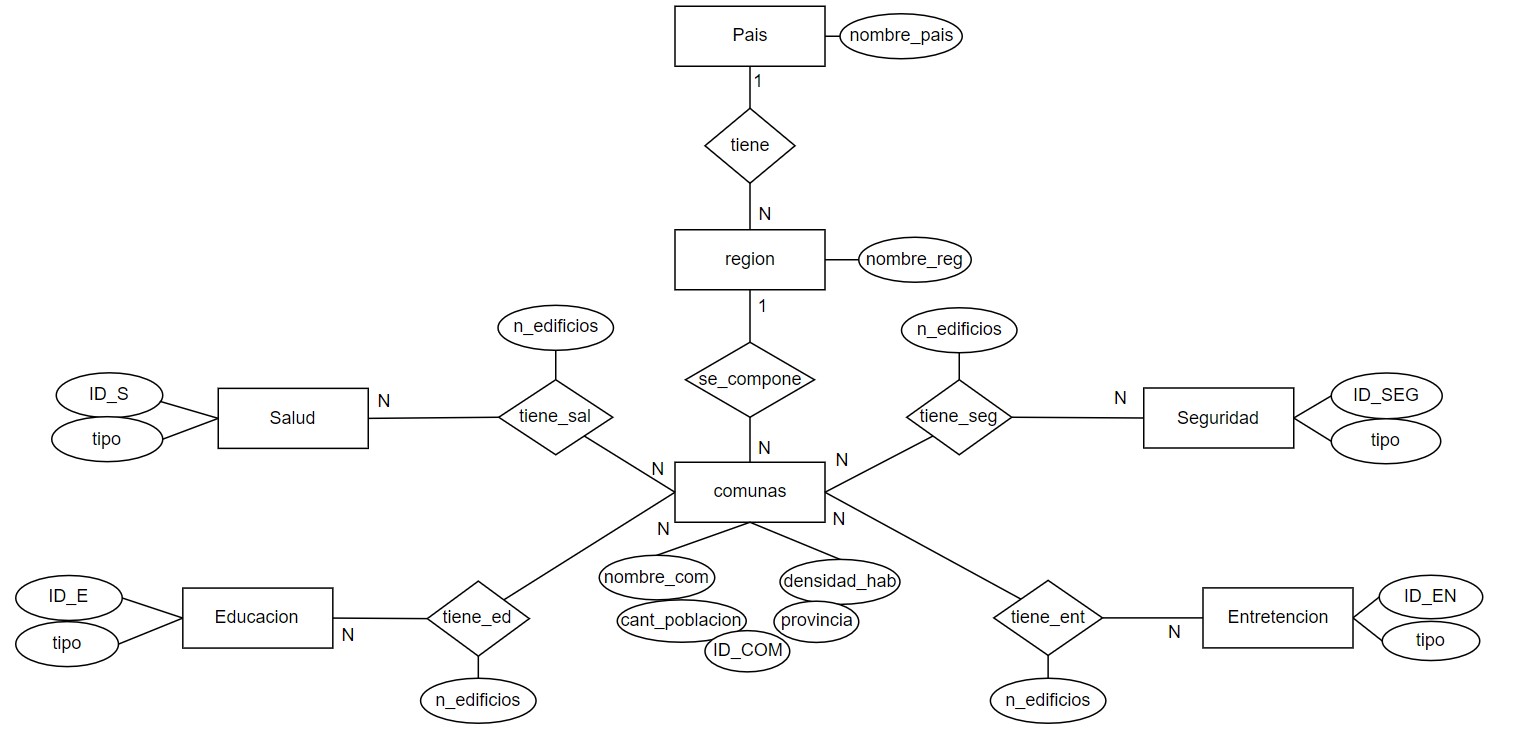 Pais
nombre_pais
1
tiene
N
region
nombre_reg
1
n_edificios
n_edificios
se_compone
ID_S
tipo
Salud
N
tiene_sal
N
tiene_seg
N
Seguridad
ID_SEG
tipo
N
N
comunas
N
N
nombre_com
cant_poblacion
ID_COM
densidad_hab
provincia
ID_E
tipo
Educacion
N
tiene_ed
n_edificios
tiene_ent
N
Entretencion
ID_EN
tipo
n_edificios